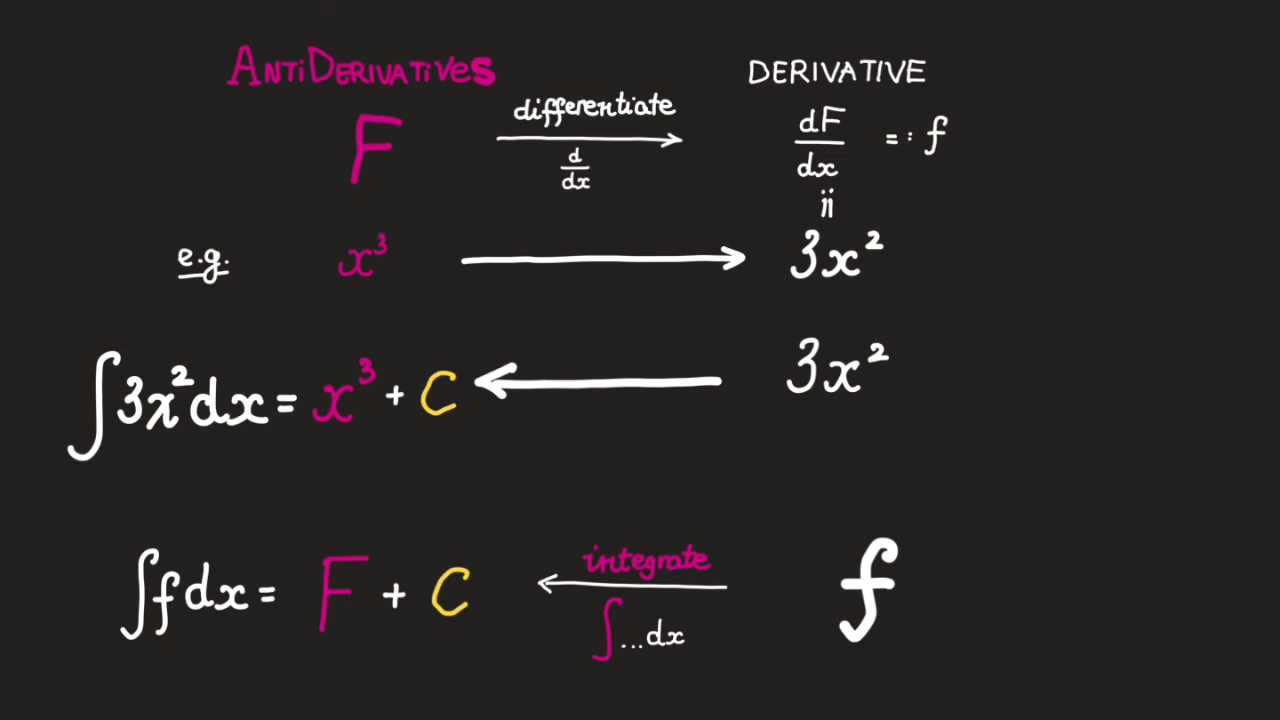 AntiDerivatives DERIVATIVE
F differentiate d/dx dF/dx =: f
e.g. x³ 3x²
∫3x²dx = x³ + C 3x²
∫f dx = F + C integrate ∫...dx f